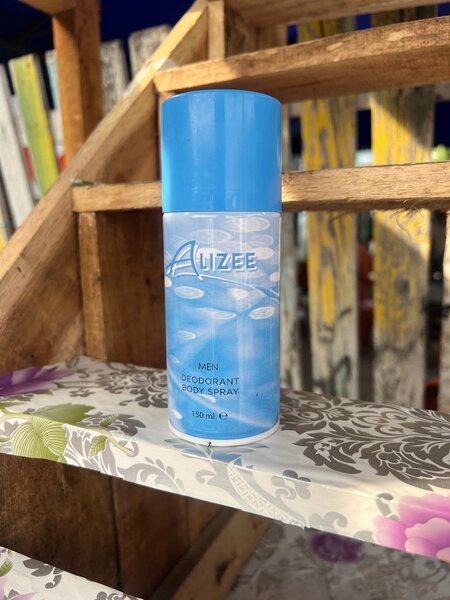 ALIZEE
MEN
DEODORANT
BODY SPRAY
150 ml ℮